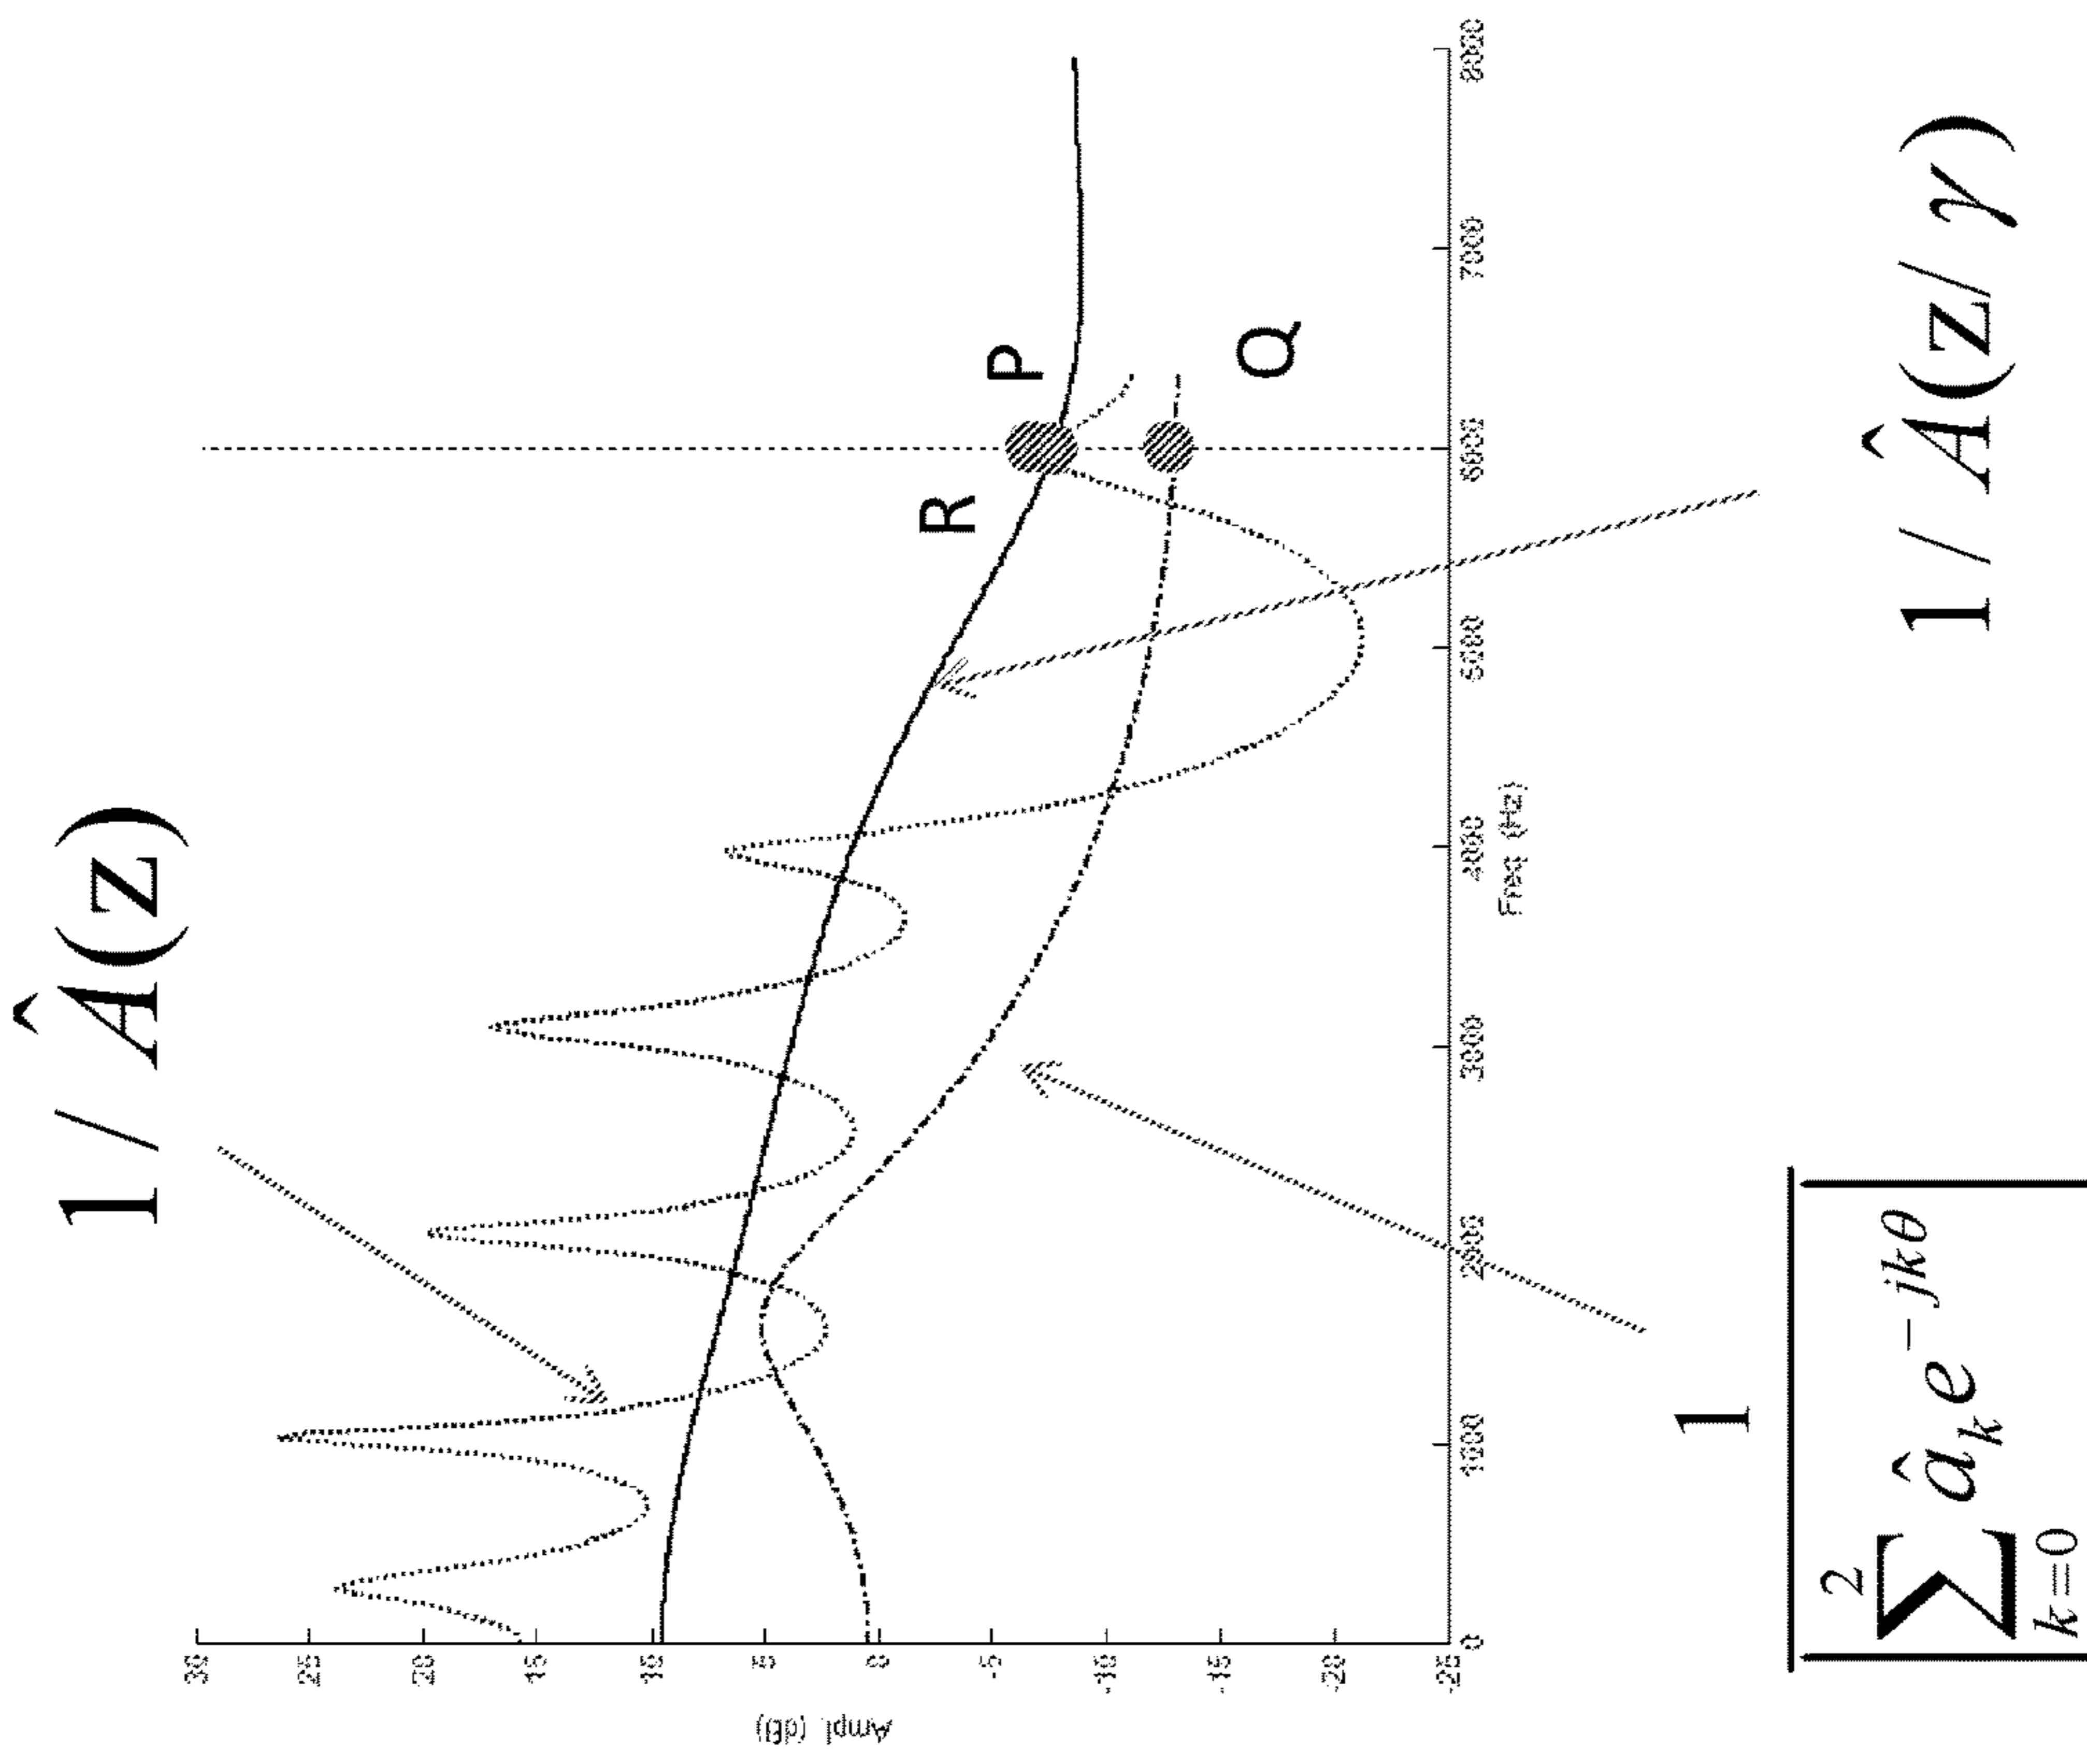 1/Â(z)
R P
Q
30
25
20
15
10
5
0
-5
-10
-15
-20
-25
Ampl. (dB)
0 1000 2000 3000 4000 5000 6000 7000 8000
Freq (Hz)
1
|∑_{k=0}^{2} â_k e^{-jkθ}|
1/Â(z/γ)